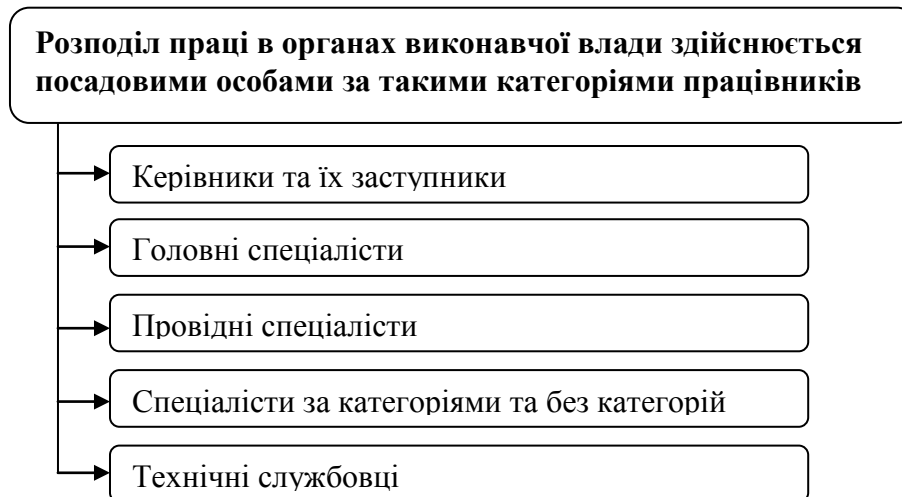 Розподіл праці в органах виконавчої влади здійснюється
посадовими особами за такими категоріями працівників
Керівники та їх заступники
Головні спеціалісти
Провідні спеціалісти
Спеціалісти за категоріями та без категорій
Технічні службовці